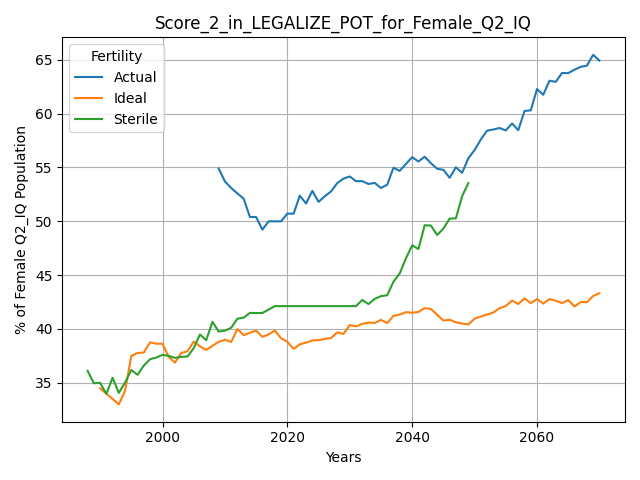 Score_2_in_LEGALIZE_POT_for_Female_Q2_IQ
Fertility
Actual
Ideal
Sterile
% of Female Q2_IQ Population
65
60
55
50
45
40
35
2000
2020
2040
2060
Years